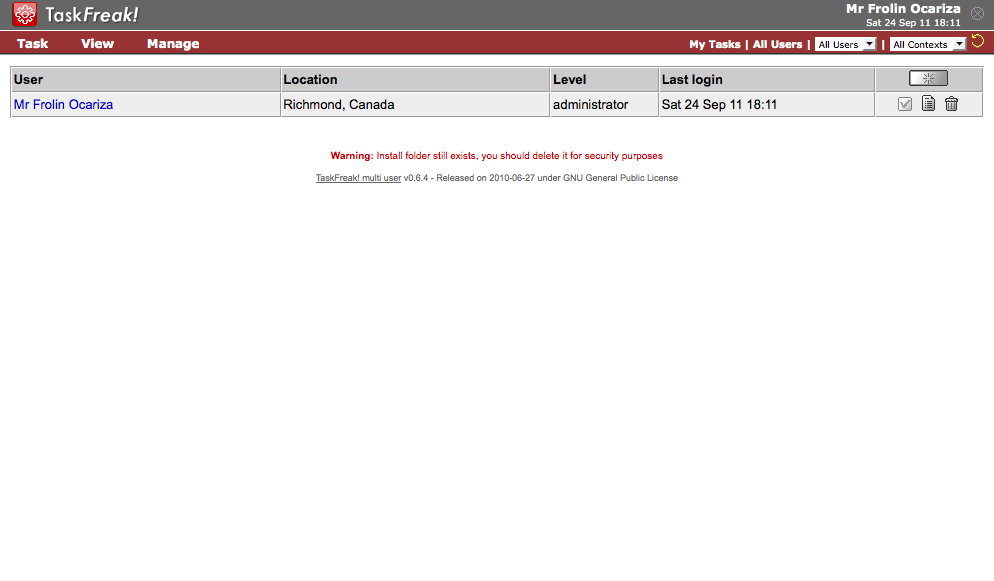 TaskFreak!
Mr Frolin Ocariza
Sat 24 Sep 11 18:11
Task View Manage My Tasks | All Users | All Users | All Contexts
User Location Level Last login
Mr Frolin Ocariza Richmond, Canada administrator Sat 24 Sep 11 18:11
Warning: Install folder still exists, you should delete it for security purposes
TaskFreak! multi user v0.6.4 - Released on 2010-06-27 under GNU General Public License